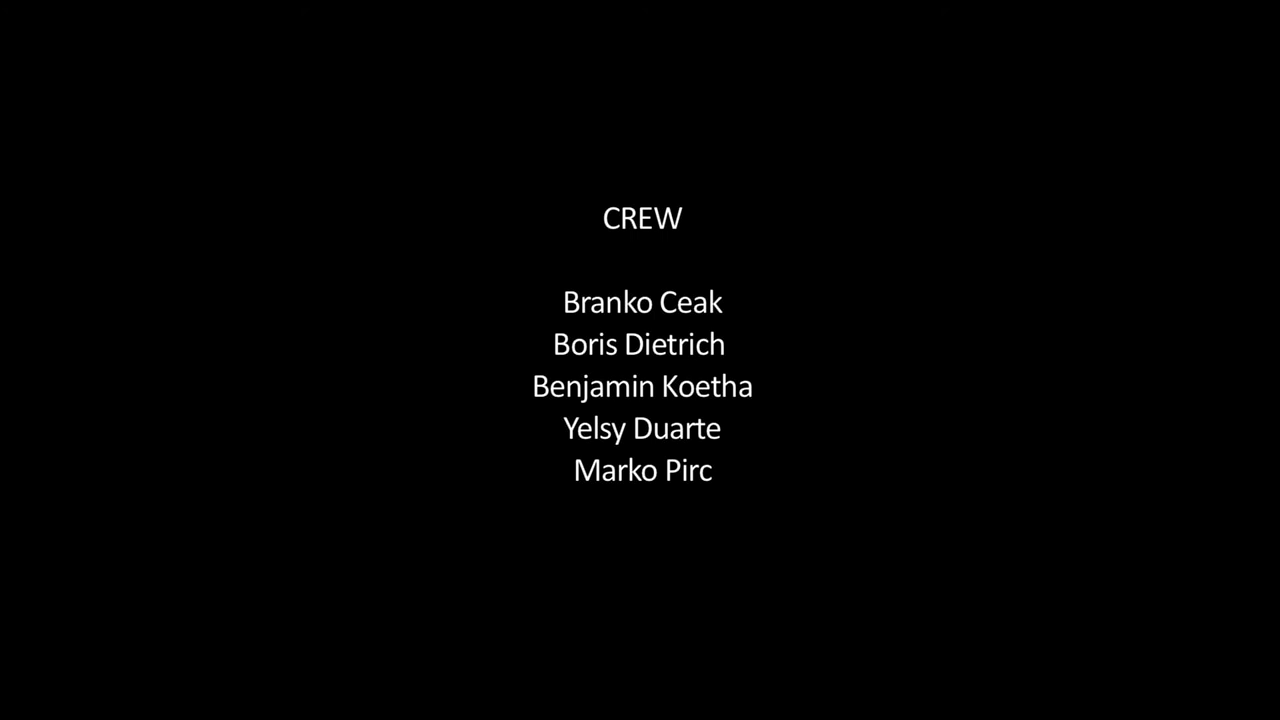 CREW
Branko Ceak
Boris Dietrich
Benjamin Koetha
Yelsy Duarte
Marko Pirc